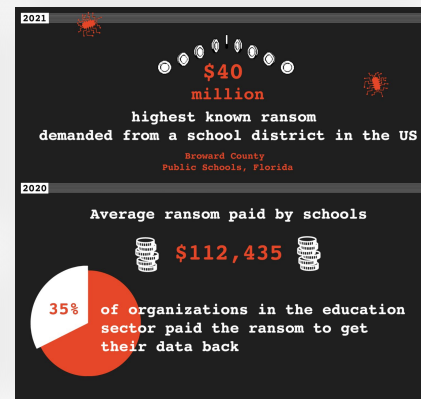 2021
$40
million
highest known ransom
demanded from a school district in the US
Broward County
Public Schools, Florida
2020
Average ransom paid by schools
$112,435
35% of organizations in the education
sector paid the ransom to get
their data back